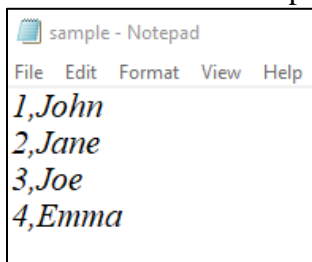 sample - Notepad
File Edit Format View Help
1,John
2,Jane
3,Joe
4,Emma